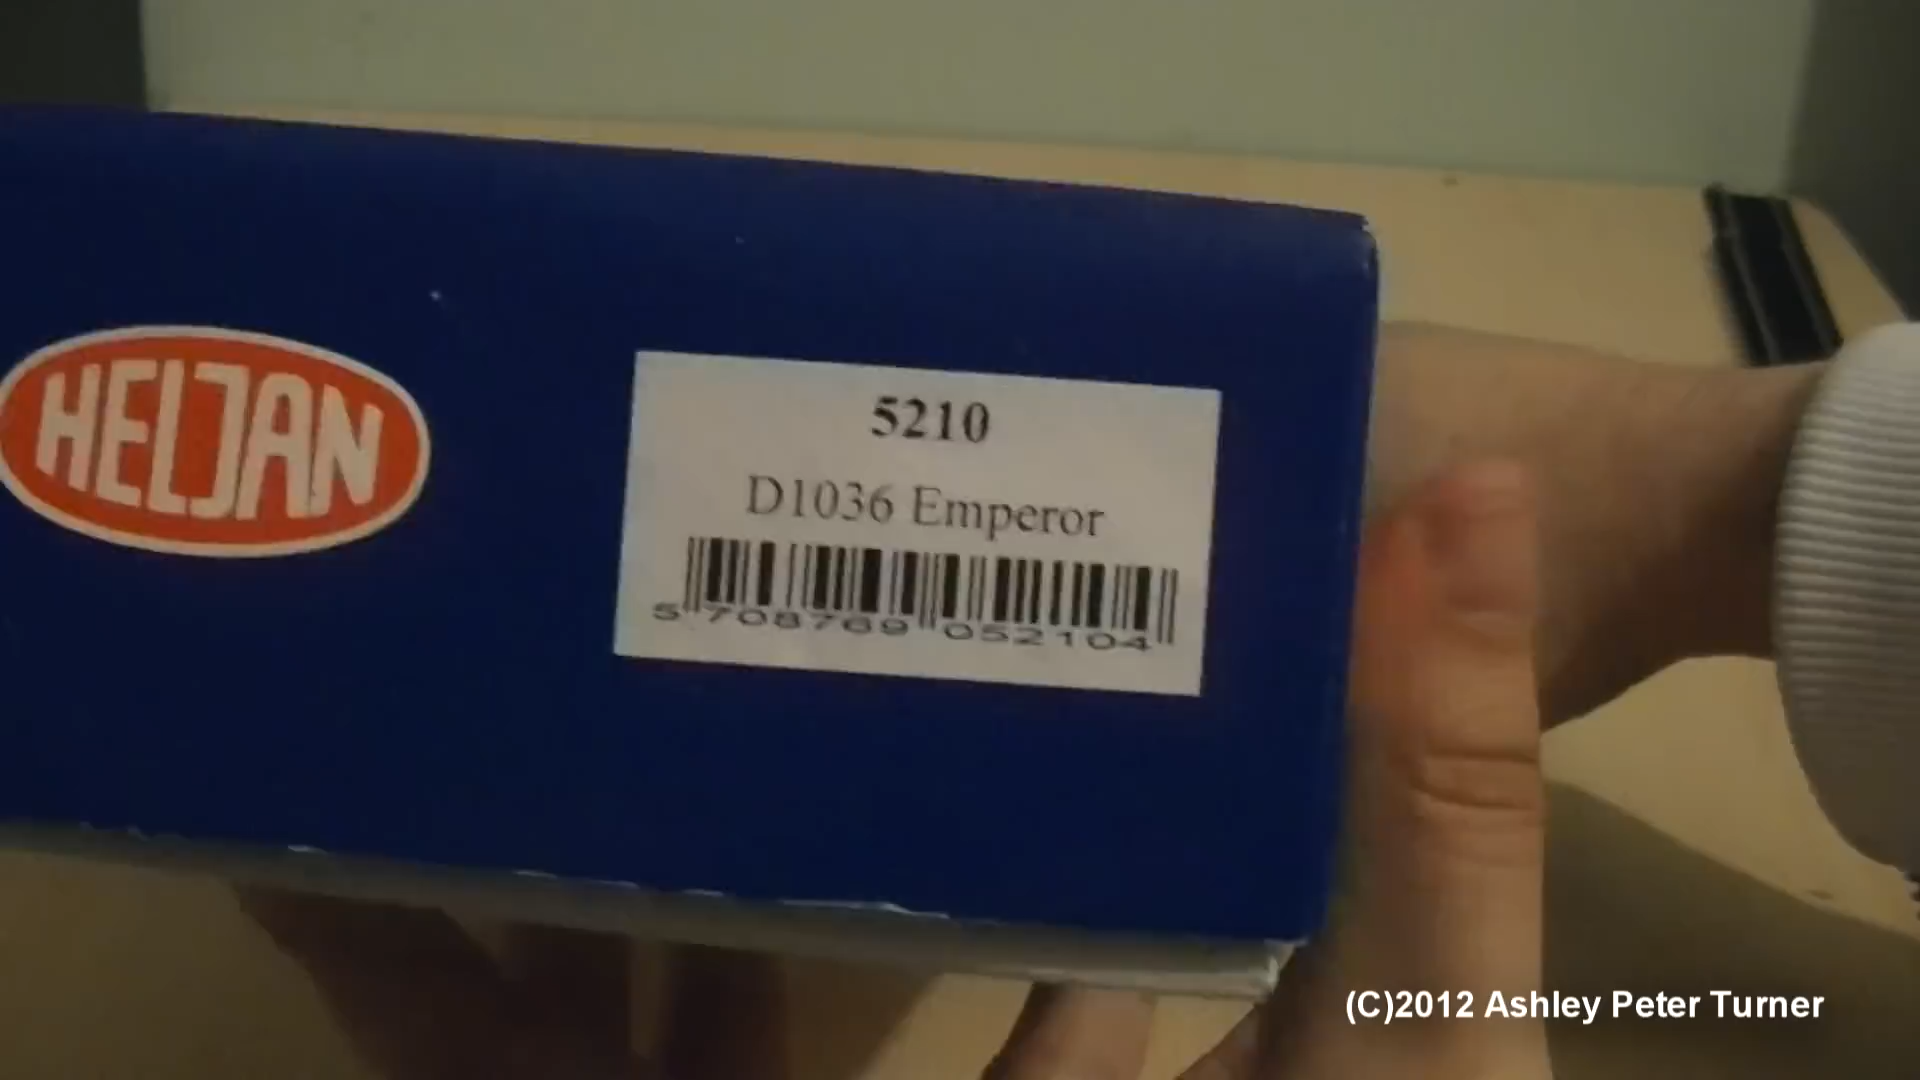 HELJAN
5210
D1036 Emperor
5 708769 052104
(C)2012 Ashley Peter Turner